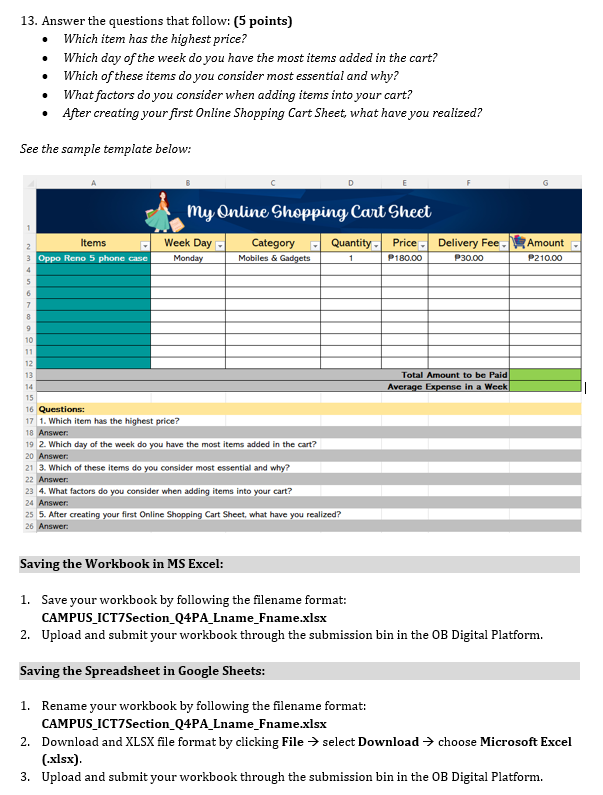 13. Answer the questions that follow: (5 points)
• Which item has the highest price?
• Which day of the week do you have the most items added in the cart?
• Which of these items do you consider most essential and why?
• What factors do you consider when adding items into your cart?
• After creating your first Online Shopping Cart Sheet, what have you realized?
See the sample template below:
A B C D E F G
1 My Online Shopping Cart Sheet
2 Items Week Day Category Quantity Price Delivery Fee Amount
3 Oppo Reno 5 phone case Monday Mobiles & Gadgets 1 ₱180.00 ₱30.00 ₱210.00
4
5
6
7
8
9
10
11
12
13 Total Amount to be Paid
14 Average Expense in a Week
15
16 Questions:
17 1. Which item has the highest price?
18 Answer:
19 2. Which day of the week do you have the most items added in the cart?
20 Answer:
21 3. Which of these items do you consider most essential and why?
22 Answer:
23 4. What factors do you consider when adding items into your cart?
24 Answer:
25 5. After creating your first Online Shopping Cart Sheet, what have you realized?
26 Answer:
Saving the Workbook in MS Excel:
1. Save your workbook by following the filename format:
CAMPUS_ICT7Section_Q4PA_Lname_Fname.xlsx
2. Upload and submit your workbook through the submission bin in the OB Digital Platform.
Saving the Spreadsheet in Google Sheets:
1. Rename your workbook by following the filename format:
CAMPUS_ICT7Section_Q4PA_Lname_Fname.xlsx
2. Download and XLSX file format by clicking File → select Download → choose Microsoft Excel
(.xlsx).
3. Upload and submit your workbook through the submission bin in the OB Digital Platform.